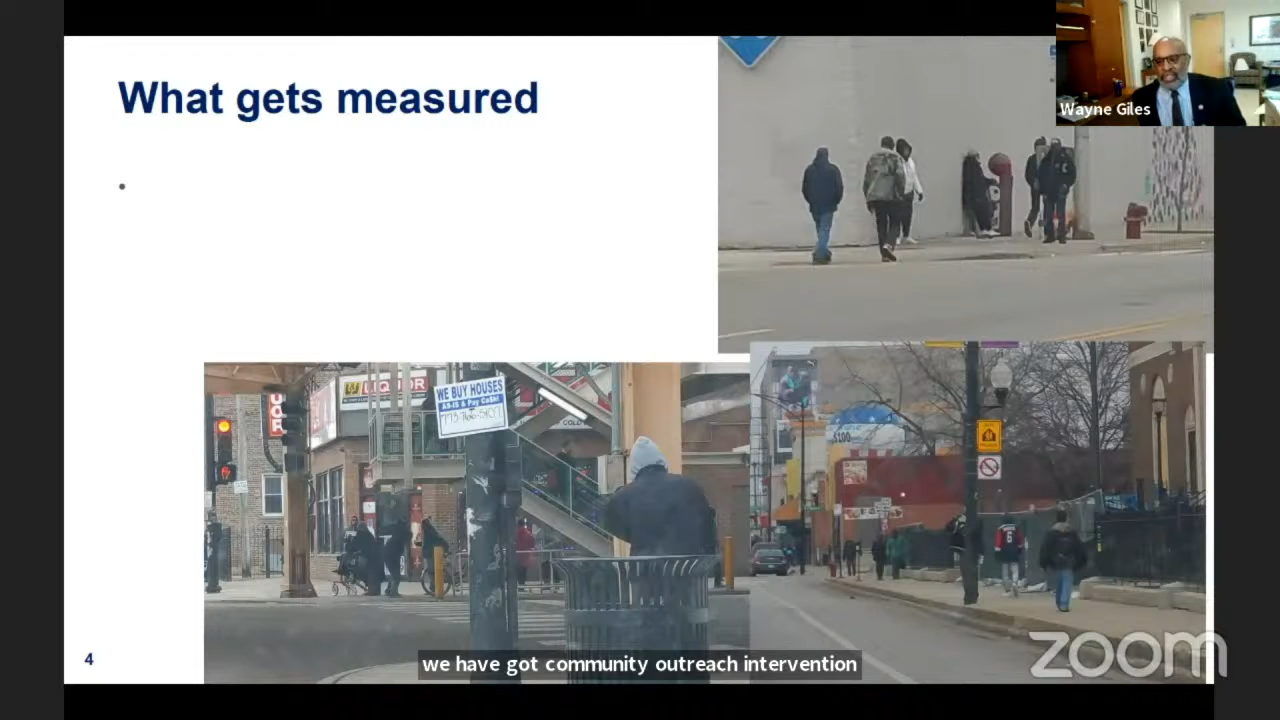 What gets measured
Wayne Giles
LIQUOR
WE BUY HOUSES
AS-IS & Pay Cash!
$100
4
we have got community outreach intervention
zoom